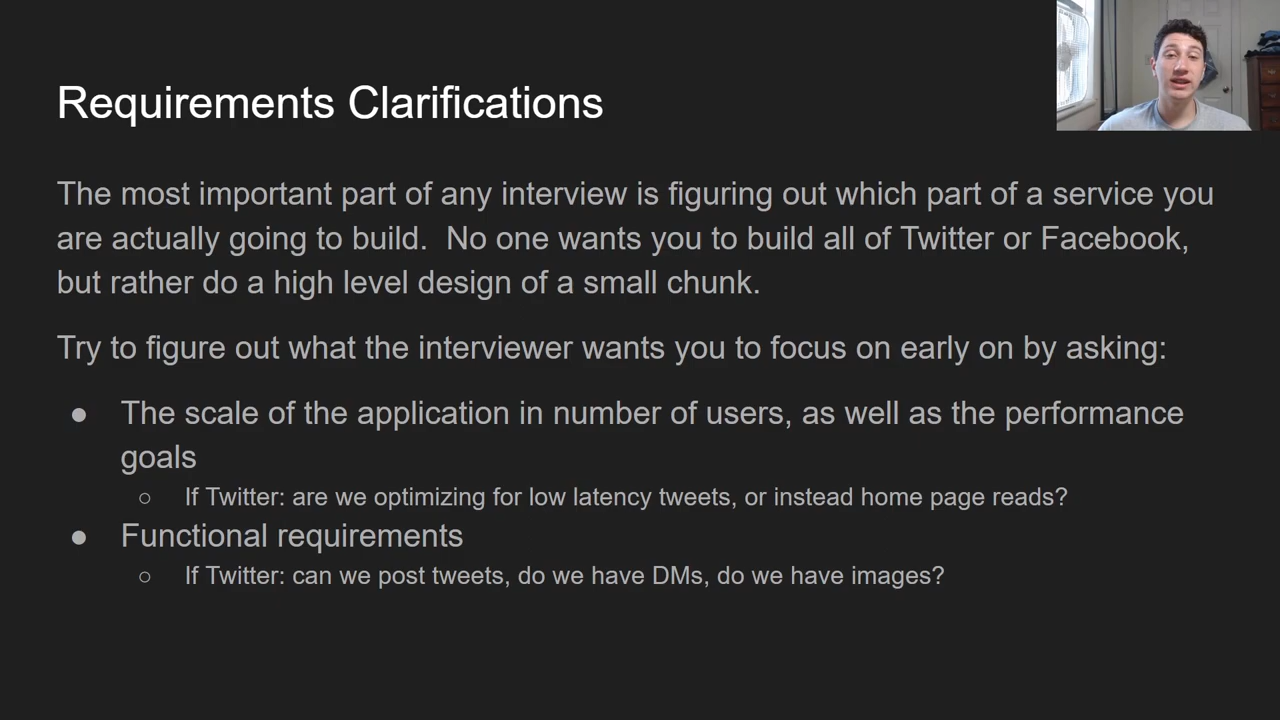 Requirements Clarifications
The most important part of any interview is figuring out which part of a service you
are actually going to build.  No one wants you to build all of Twitter or Facebook,
but rather do a high level design of a small chunk.
Try to figure out what the interviewer wants you to focus on early on by asking:
● The scale of the application in number of users, as well as the performance
goals
○ If Twitter: are we optimizing for low latency tweets, or instead home page reads?
● Functional requirements
○ If Twitter: can we post tweets, do we have DMs, do we have images?